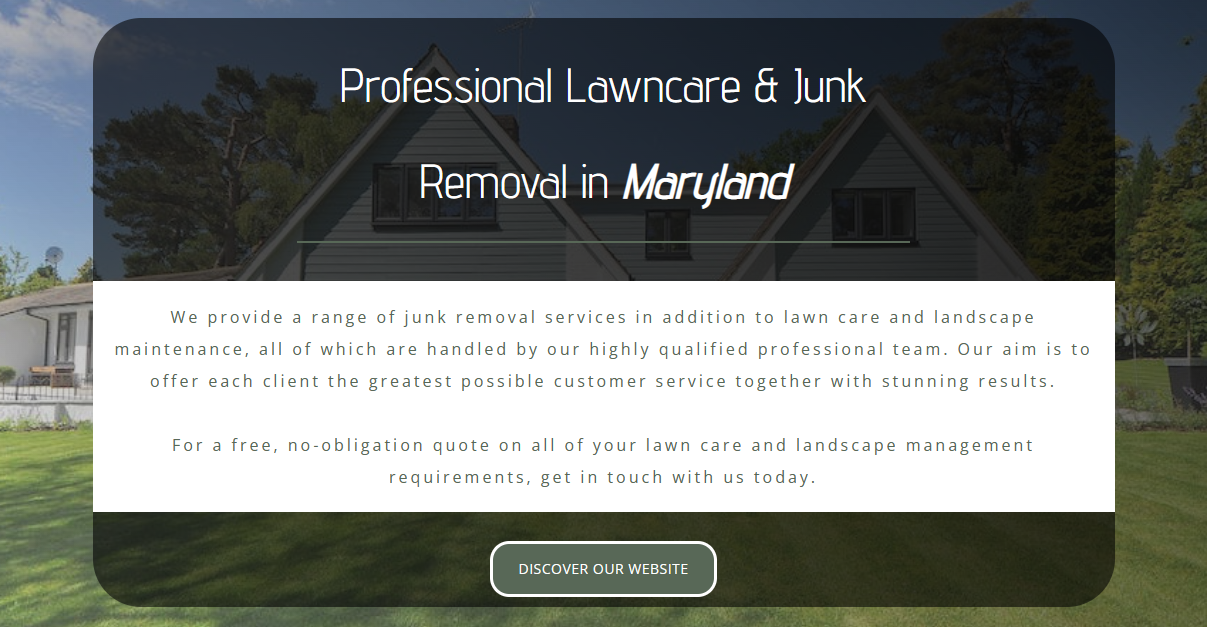 Professional Lawncare & Junk
Removal in Maryland
We provide a range of junk removal services in addition to lawn care and landscape
maintenance, all of which are handled by our highly qualified professional team. Our aim is to
offer each client the greatest possible customer service together with stunning results.
For a free, no-obligation quote on all of your lawn care and landscape management
requirements, get in touch with us today.
DISCOVER OUR WEBSITE